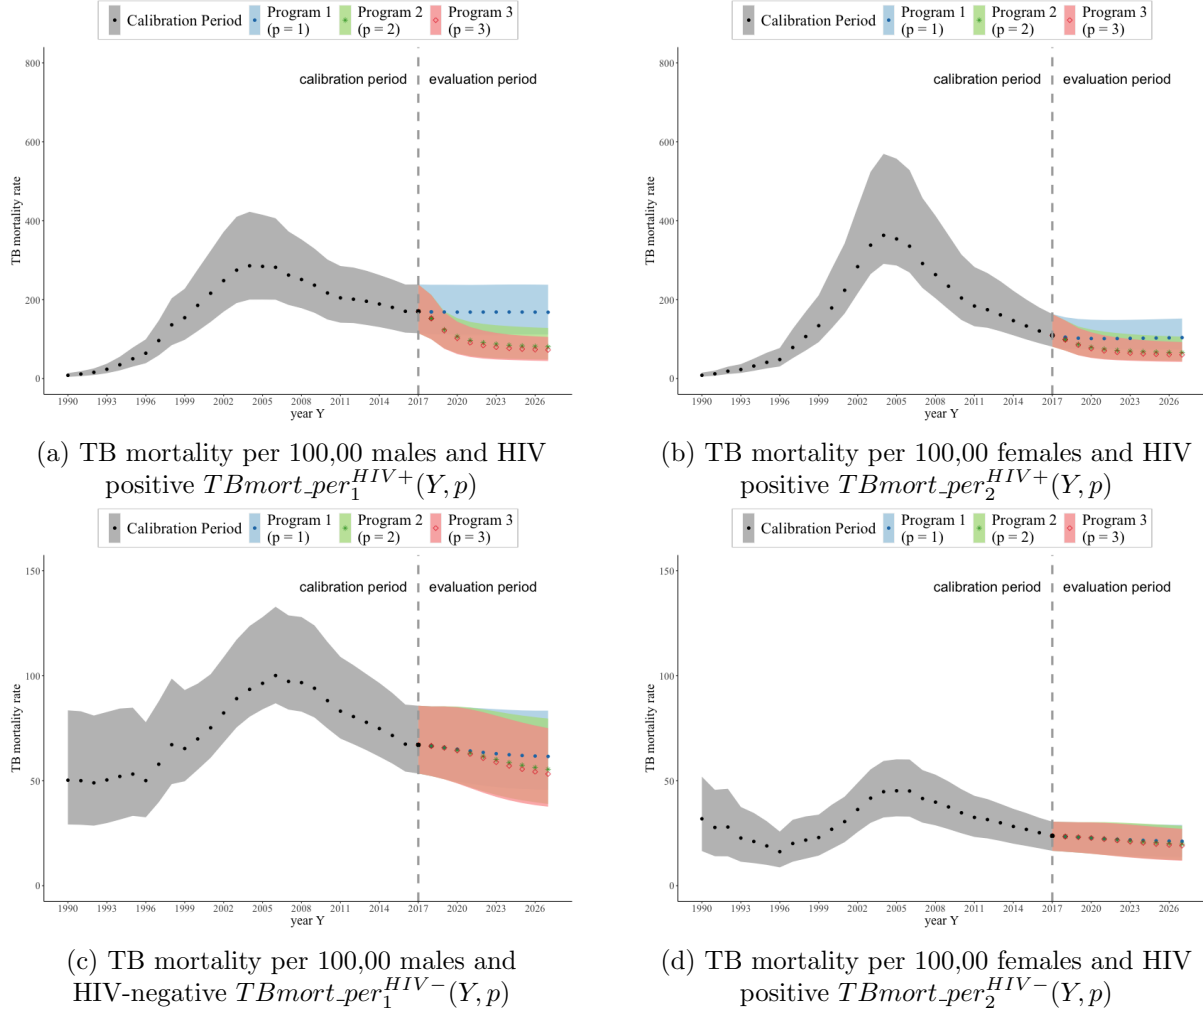 Calibration Period Program 1 (p = 1) Program 2 (p = 2) Program 3 (p = 3)
calibration period evaluation period
TB mortality rate
800
600
400
200
0
1990 1993 1996 1999 2002 2005 2008 2011 2014 2017 2020 2023 2026
year Y
(a) TB mortality per 100,00 males and HIV
positive TBmort_per₁^{HIV+}(Y, p)
Calibration Period Program 1 (p = 1) Program 2 (p = 2) Program 3 (p = 3)
calibration period evaluation period
TB mortality rate
800
600
400
200
0
1990 1993 1996 1999 2002 2005 2008 2011 2014 2017 2020 2023 2026
year Y
(b) TB mortality per 100,00 females and HIV
positive TBmort_per₂^{HIV+}(Y, p)
Calibration Period Program 1 (p = 1) Program 2 (p = 2) Program 3 (p = 3)
calibration period evaluation period
TB mortality rate
150
100
50
0
1990 1993 1996 1999 2002 2005 2008 2011 2014 2017 2020 2023 2026
year Y
(c) TB mortality per 100,00 males and
HIV-negative TBmort_per₁^{HIV−}(Y, p)
Calibration Period Program 1 (p = 1) Program 2 (p = 2) Program 3 (p = 3)
calibration period evaluation period
TB mortality rate
150
100
50
0
1990 1993 1996 1999 2002 2005 2008 2011 2014 2017 2020 2023 2026
year Y
(d) TB mortality per 100,00 females and HIV
positive TBmort_per₂^{HIV−}(Y, p)